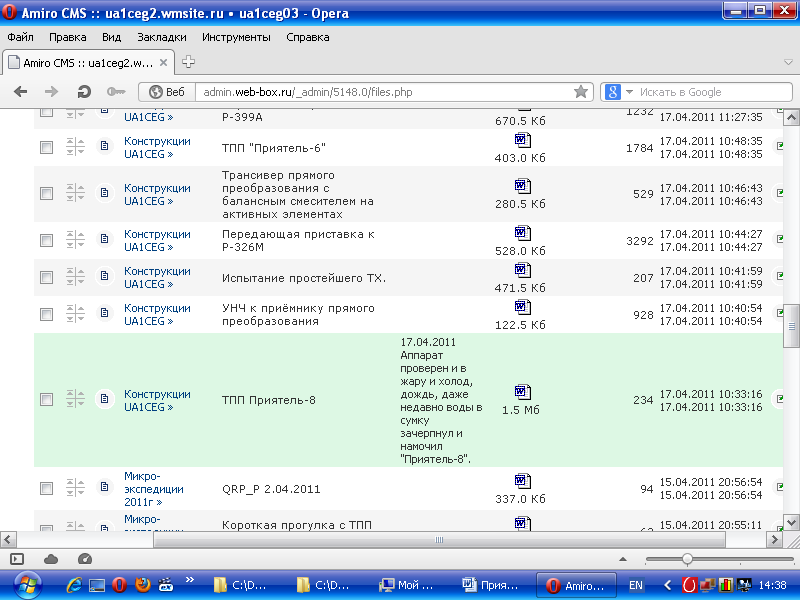 Amiro CMS :: ua1ceg2.wmsite.ru • ua1ceg03 - Opera
Файл Правка Вид Закладки Инструменты Справка
Amiro CMS :: ua1ceg2.w...
Веб admin.web-box.ru/_admin/5148.0/files.php Искать в Google
UA1CEG » Р-399А 670.5 Кб 1232 17.04.2011 11:27:35
Конструкции ТПП "Приятель-6" 403.0 Кб 1784 17.04.2011 10:48:35
UA1CEG » 17.04.2011 10:48:35
Трансивер прямого
Конструкции преобразования с 529 17.04.2011 10:46:43
UA1CEG » балансным смесителем на 280.5 Кб 17.04.2011 10:46:43
активных элементах
Конструкции Передающая приставка к 3292 17.04.2011 10:44:27
UA1CEG » Р-326М 528.0 Кб 17.04.2011 10:44:27
Конструкции Испытание простейшего ТХ. 207 17.04.2011 10:41:59
UA1CEG » 471.5 Кб 17.04.2011 10:41:59
Конструкции УНЧ к приёмнику прямого 928 17.04.2011 10:40:54
UA1CEG » преобразования 122.5 Кб 17.04.2011 10:40:54
17.04.2011
Аппарат
проверен и в
жару и холод,
Конструкции ТПП Приятель-8 дождь, даже 234 17.04.2011 10:33:16
UA1CEG » недавно воды в 1.5 Мб 17.04.2011 10:33:16
сумку
зачерпнул и
намочил
"Приятель-8".
Микро-
экспедиции QRP_P 2.04.2011 94 15.04.2011 20:56:54
2011г » 337.0 Кб 15.04.2011 20:56:54
Микро- Короткая прогулка с ТПП 15.04.2011 20:55:11
C:\D... C:\D... Мой ... Прия... Amiro... EN 14:38